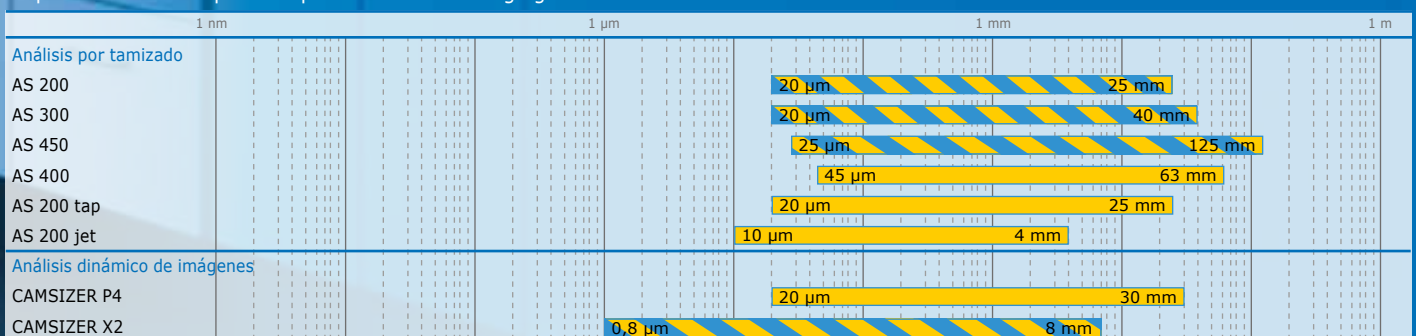 1 nm 1 µm 1 mm 1 m
Análisis por tamizado
AS 200 20 µm 25 mm
AS 300 20 µm 40 mm
AS 450 25 µm 125 mm
AS 400 45 µm 63 mm
AS 200 tap 20 µm 25 mm
AS 200 jet 10 µm 4 mm
Análisis dinámico de imágenes
CAMSIZER P4 20 µm 30 mm
CAMSIZER X2 0,8 µm 8 mm